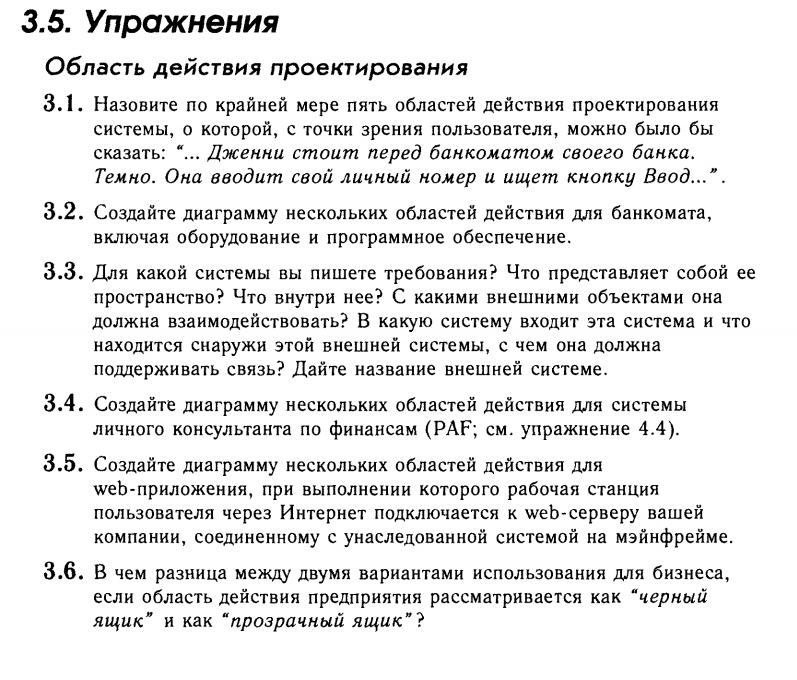 3.5. Упражнения
Область действия проектирования
3.1. Назовите по крайней мере пять областей действия проектирования
системы, о которой, с точки зрения пользователя, можно было бы
сказать: “... Дженни стоит перед банкоматом своего банка.
Темно. Она вводит свой личный номер и ищет кнопку Ввод...”.
3.2. Создайте диаграмму нескольких областей действия для банкомата,
включая оборудование и программное обеспечение.
3.3. Для какой системы вы пишете требования? Что представляет собой ее
пространство? Что внутри нее? С какими внешними объектами она
должна взаимодействовать? В какую систему входит эта система и что
находится снаружи этой внешней системы, с чем она должна
поддерживать связь? Дайте название внешней системе.
3.4. Создайте диаграмму нескольких областей действия для системы
личного консультанта по финансам (PAF; см. упражнение 4.4).
3.5. Создайте диаграмму нескольких областей действия для
web-приложения, при выполнении которого рабочая станция
пользователя через Интернет подключается к web-серверу вашей
компании, соединенному с унаследованной системой на мэйнфрейме.
3.6. В чем разница между двумя вариантами использования для бизнеса,
если область действия предприятия рассматривается как “черный
ящик” и как “прозрачный ящик”?